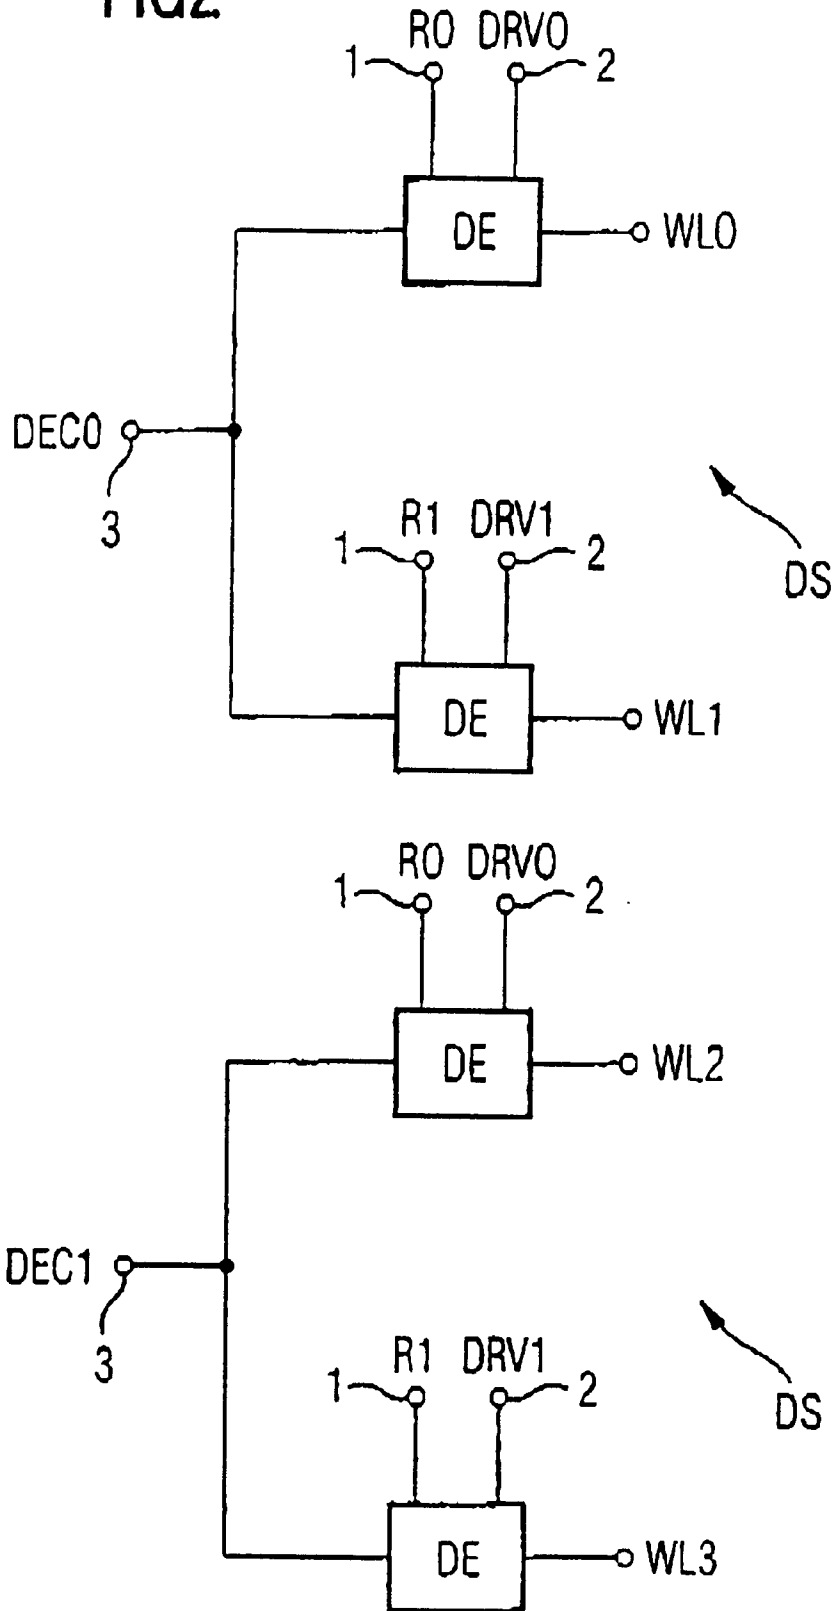 FIG2
R0 DRV0
1 2
DE WL0
DEC0
3
R1 DRV1
1 2
DS
DE WL1
R0 DRV0
1 2
DE WL2
DEC1
3
R1 DRV1
1 2
DS
DE WL3